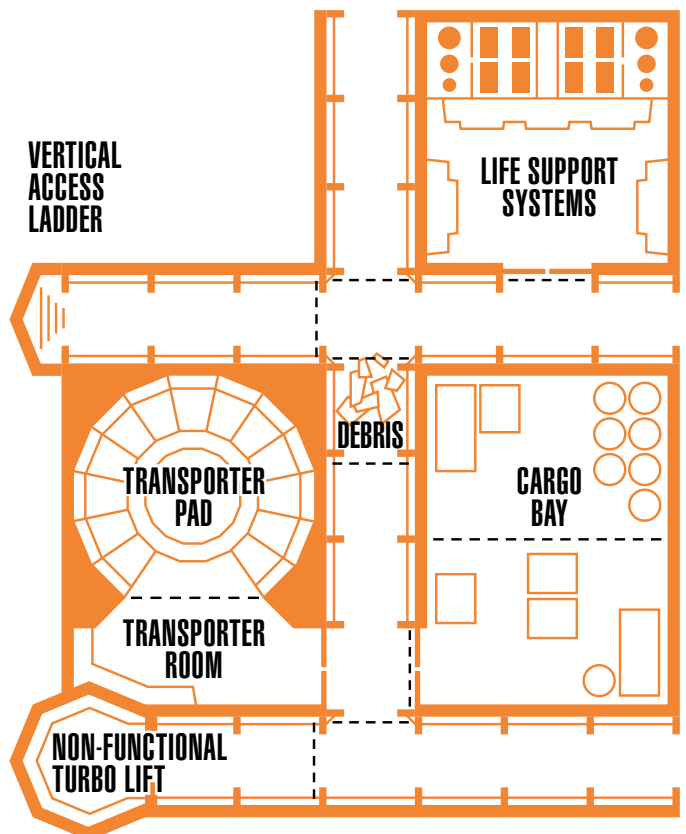 VERTICAL
ACCESS
LADDER
LIFE SUPPORT
SYSTEMS
DEBRIS
TRANSPORTER
PAD
CARGO
BAY
TRANSPORTER
ROOM
NON-FUNCTIONAL
TURBO LIFT